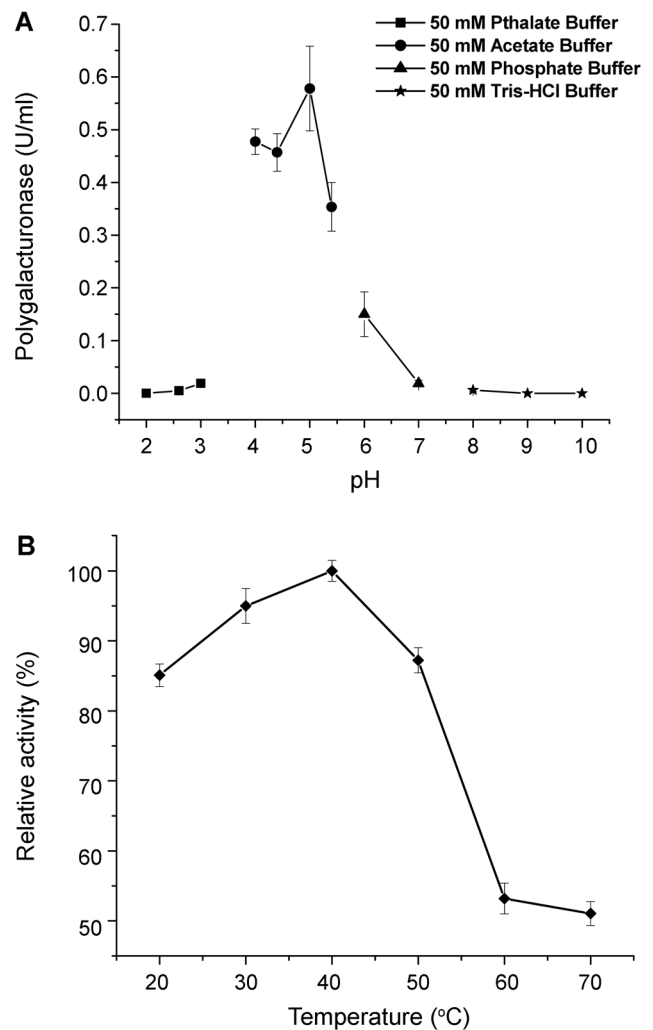 A
50 mM Pthalate Buffer
50 mM Acetate Buffer
50 mM Phosphate Buffer
50 mM Tris-HCl Buffer
Polygalacturonase (U/ml)
0.7
0.6
0.5
0.4
0.3
0.2
0.1
0.0
2 3 4 5 6 7 8 9 10
pH
B
Relative activity (%)
100
90
80
70
60
50
20 30 40 50 60 70
Temperature (ºC)